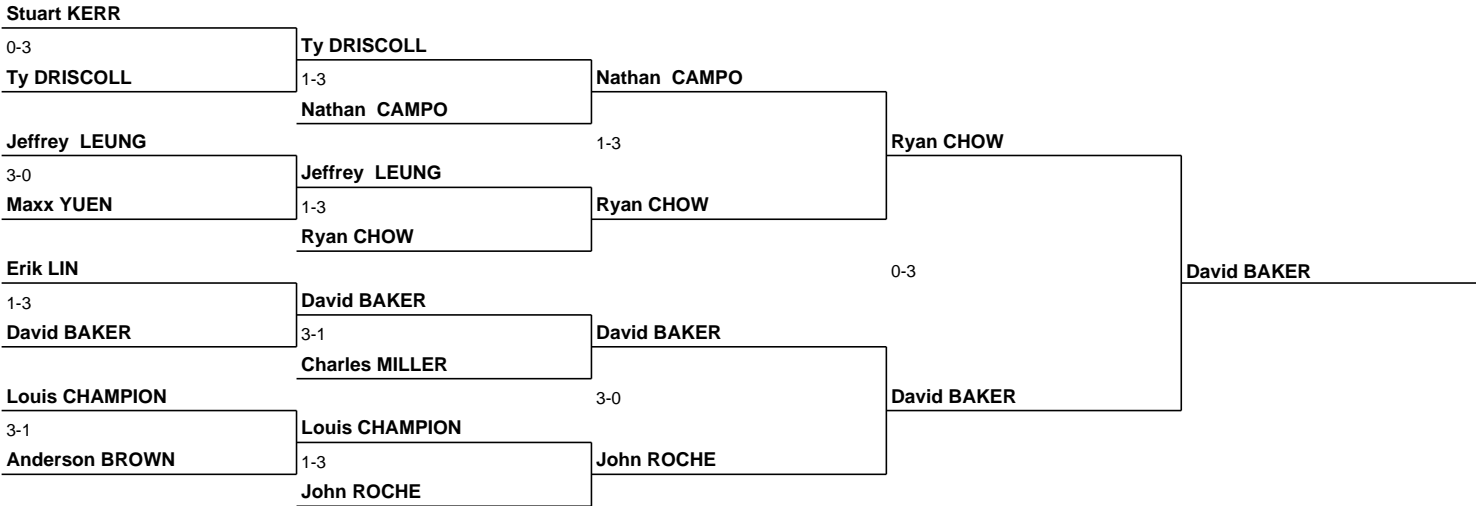 Stuart KERR
0-3
Ty DRISCOLL
Ty DRISCOLL
1-3
Nathan  CAMPO
Nathan  CAMPO
Jeffrey  LEUNG
1-3
Ryan CHOW
3-0
Jeffrey  LEUNG
Maxx YUEN
1-3
Ryan CHOW
Ryan CHOW
Erik LIN
0-3
David BAKER
1-3
David BAKER
David BAKER
3-1
David BAKER
Charles MILLER
Louis CHAMPION
3-0
David BAKER
3-1
Louis CHAMPION
Anderson BROWN
1-3
John ROCHE
John ROCHE